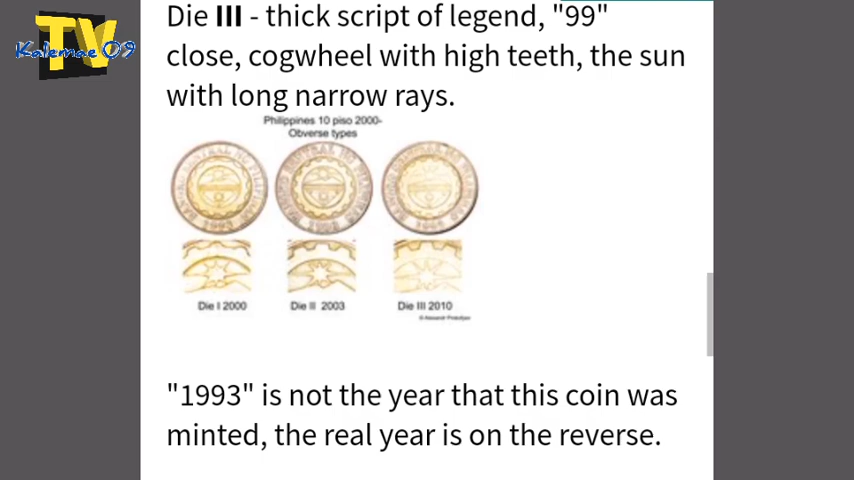 Die III - thick script of legend, "99"
close, cogwheel with high teeth, the sun
with long narrow rays.
TV
Kalemae 09
Philippines 10 piso 2000-
Obverse types
Die I 2000
Die II 2003
Die III 2010
"1993" is not the year that this coin was
minted, the real year is on the reverse.